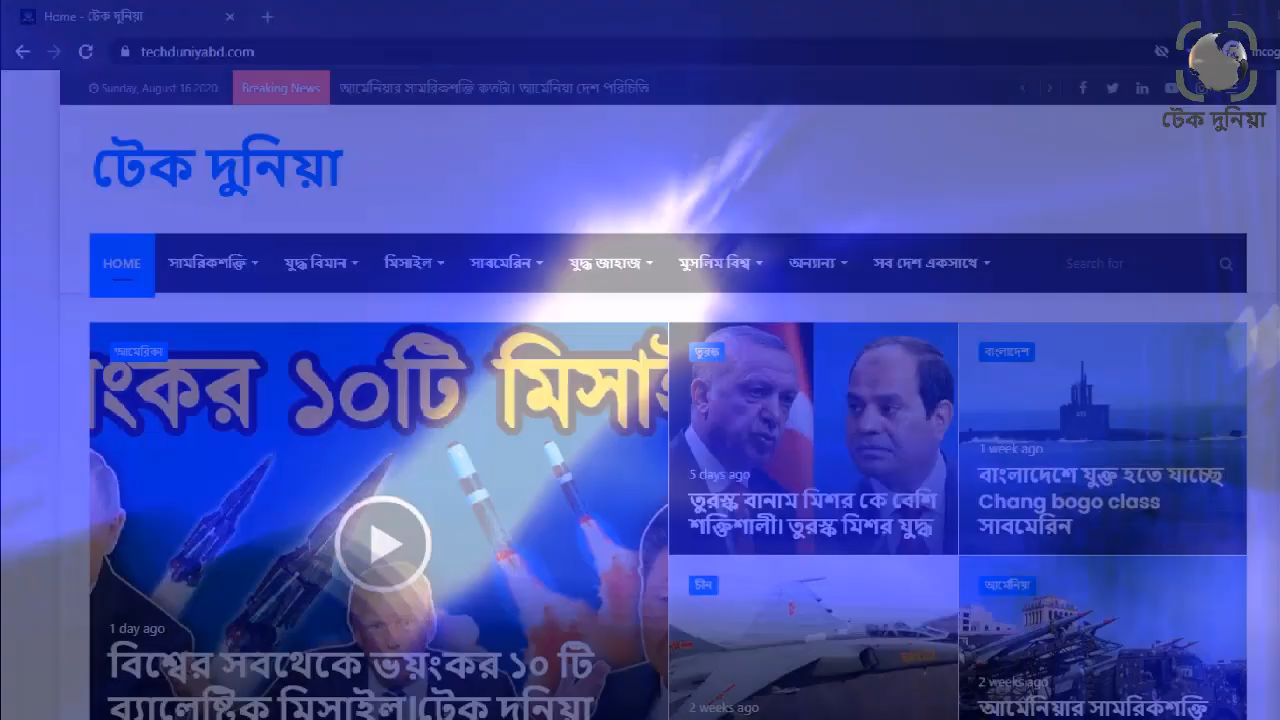 Home - টেক দুনিয়া
techduniyabd.com
Sunday, August 16 2020
Breaking News
আর্মেনিয়ার সামরিকশক্তি কতটা। আর্মেনিয়া দেশ পরিচিতি
টেক দুনিয়া
টেক দুনিয়া
HOME
সামরিকশক্তি
যুদ্ধ বিমান
মিসাইল
সাবমেরিন
যুদ্ধ জাহাজ
মুসলিম বিশ্ব
অন্যান্য
সব দেশ একসাথে
Search for
আমেরিকা
ংকর ১০টি মিসাই
1 day ago
বিশ্বের সবথেকে ভয়ংকর ১০ টি
ব্যালেষ্টিক মিসাইল।টেক দুনিয়া
তুরস্ক
5 days ago
তুরস্ক বানাম মিশর কে বেশি
শক্তিশালী। তুরস্ক মিশর যুদ্ধ
বাংলাদেশ
1 week ago
বাংলাদেশে যুক্ত হতে যাচ্ছে
Chang bogo class
সাবমেরিন
চীন
2 weeks ago
আর্মেনিয়া
2 weeks ago
আর্মেনিয়ার সামরিকশক্তি